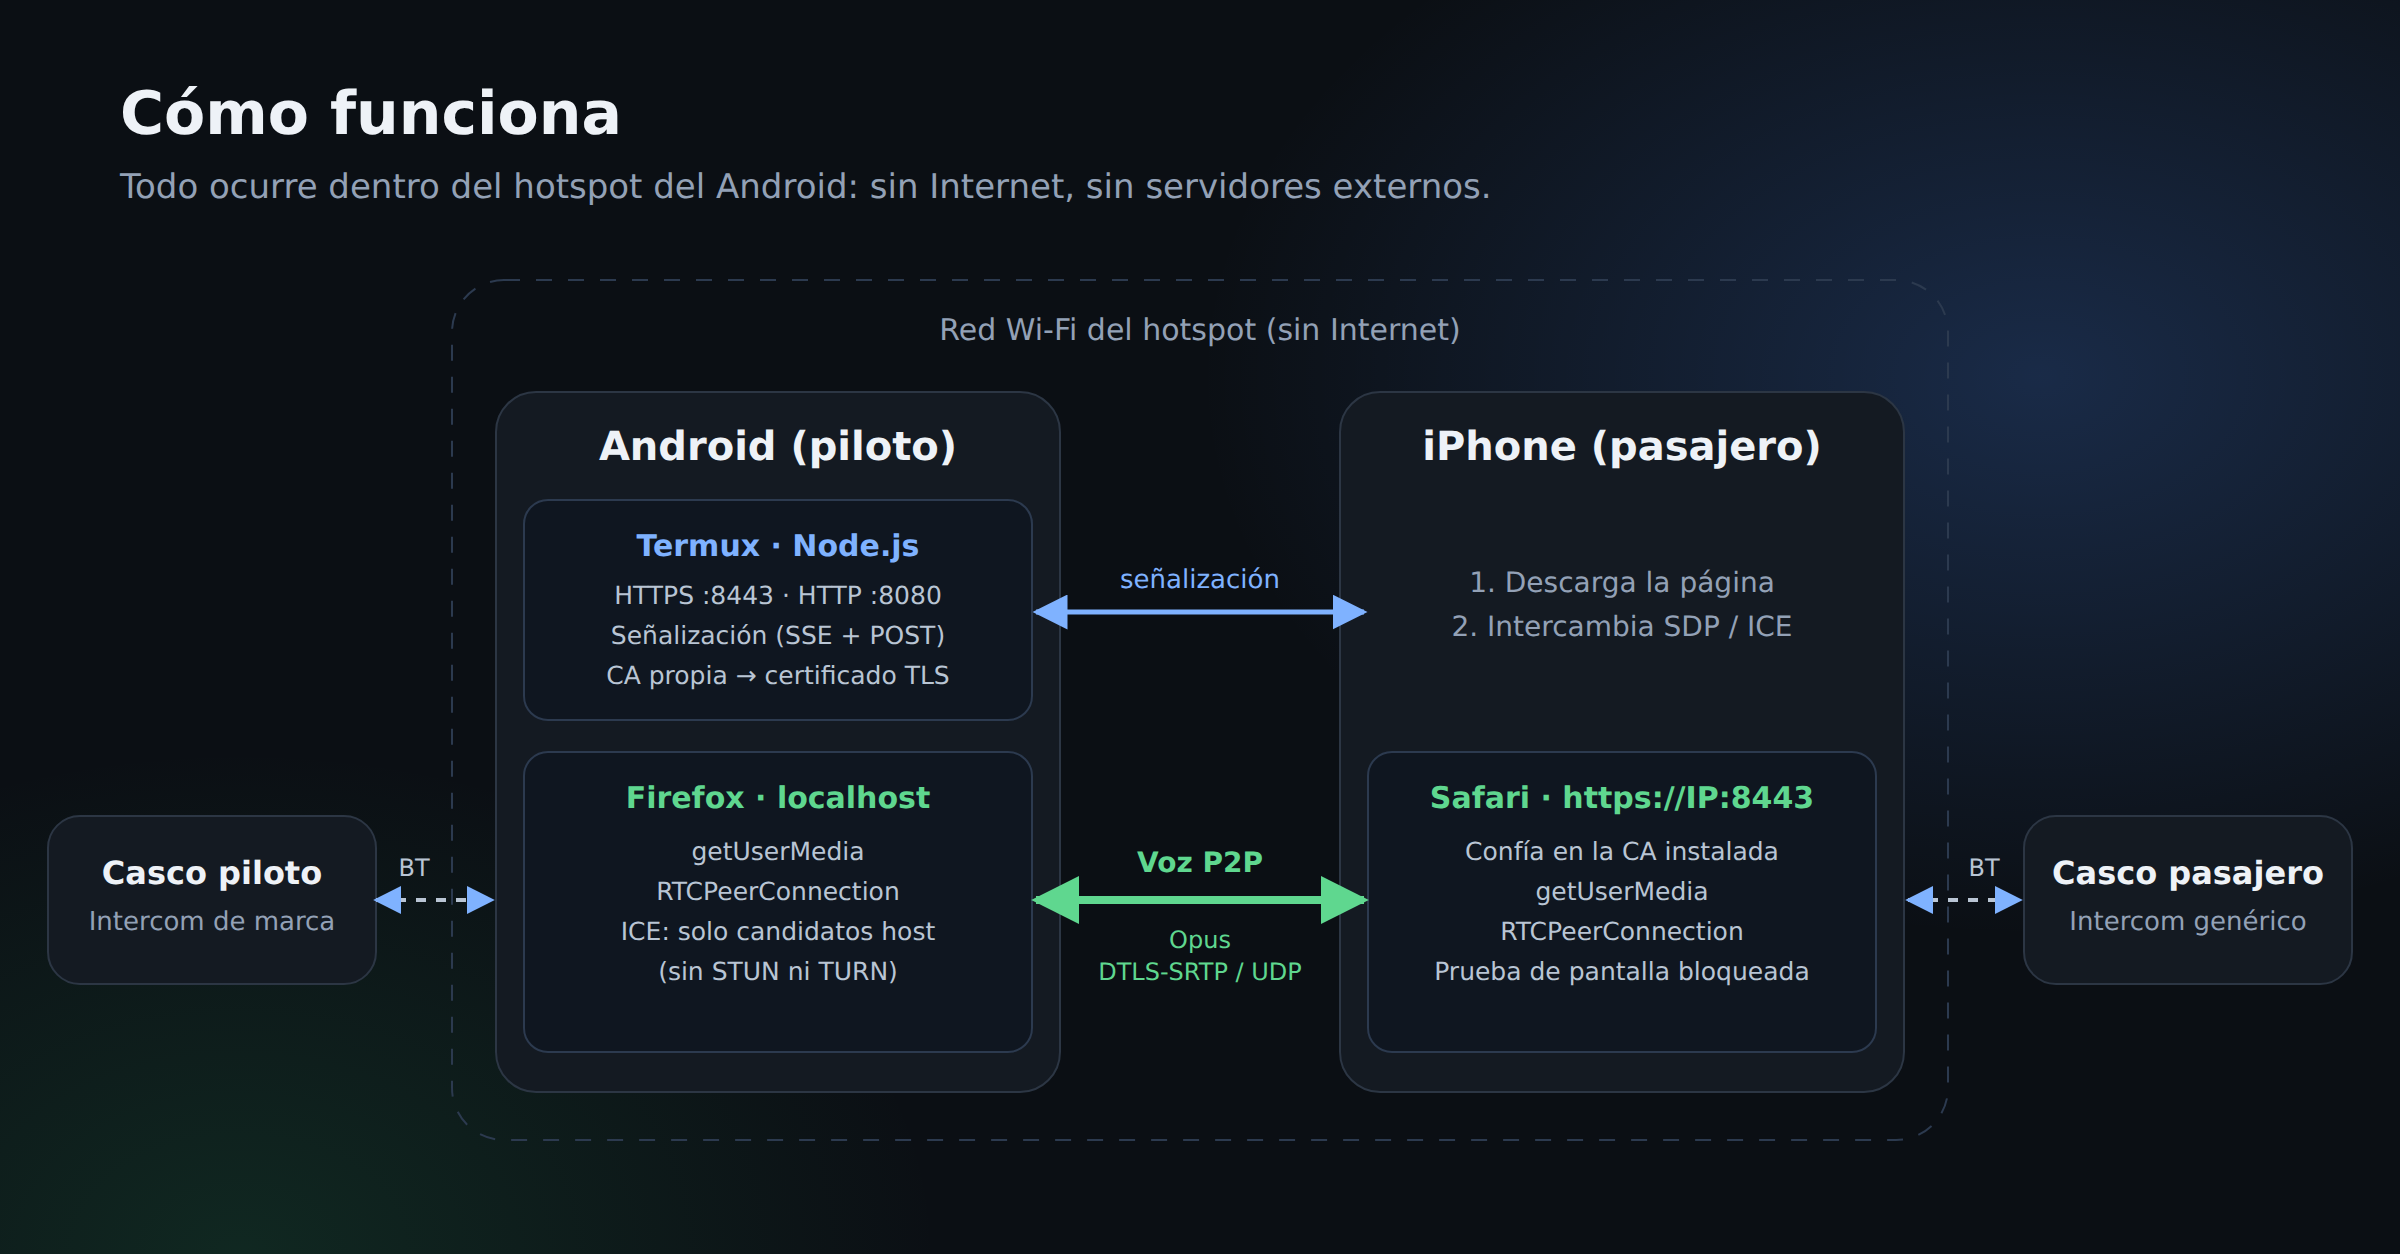 Cómo funciona
Todo ocurre dentro del hotspot del Android: sin Internet, sin servidores externos.
Red Wi-Fi del hotspot (sin Internet)
Android (piloto)
Termux · Node.js
HTTPS :8443 · HTTP :8080
Señalización (SSE + POST)
CA propia → certificado TLS
Firefox · localhost
getUserMedia
RTCPeerConnection
ICE: solo candidatos host
(sin STUN ni TURN)
señalización
Voz P2P
Opus
DTLS-SRTP / UDP
iPhone (pasajero)
1. Descarga la página
2. Intercambia SDP / ICE
Safari · https://IP:8443
Confía en la CA instalada
getUserMedia
RTCPeerConnection
Prueba de pantalla bloqueada
Casco piloto
Intercom de marca
BT
BT
Casco pasajero
Intercom genérico